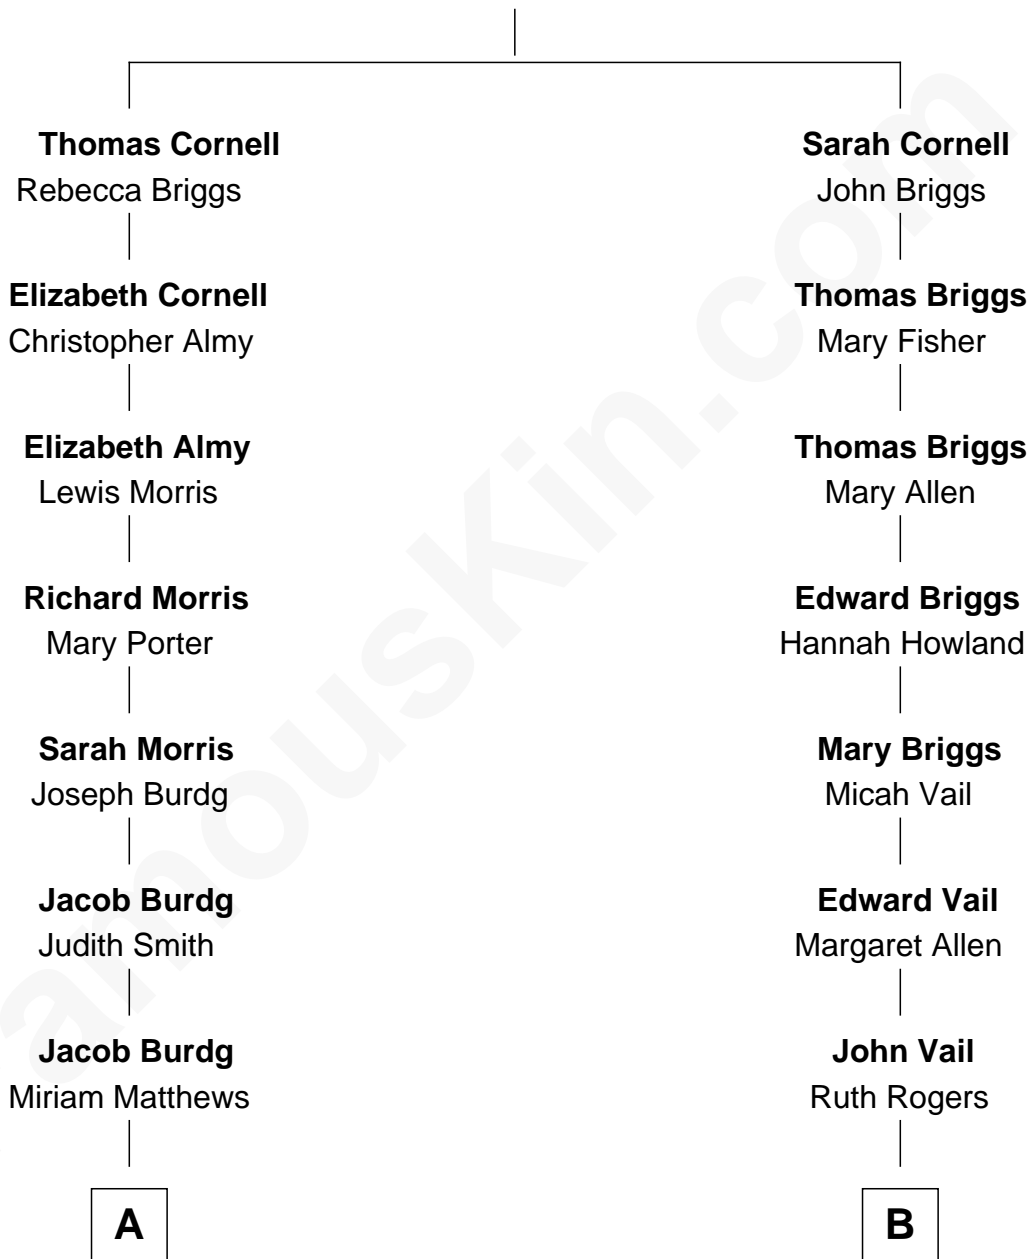 Thomas Cornell
Rebecca Briggs
Sarah Cornell
John Briggs
Elizabeth Cornell
Christopher Almy
Thomas Briggs
Mary Fisher
Elizabeth Almy
Lewis Morris
Thomas Briggs
Mary Allen
Richard Morris
Mary Porter
Edward Briggs
Hannah Howland
Sarah Morris
Joseph Burdg
Mary Briggs
Micah Vail
Jacob Burdg
Judith Smith
Edward Vail
Margaret Allen
Jacob Burdg
Miriam Matthews
John Vail
Ruth Rogers
A
B
amouskin.com